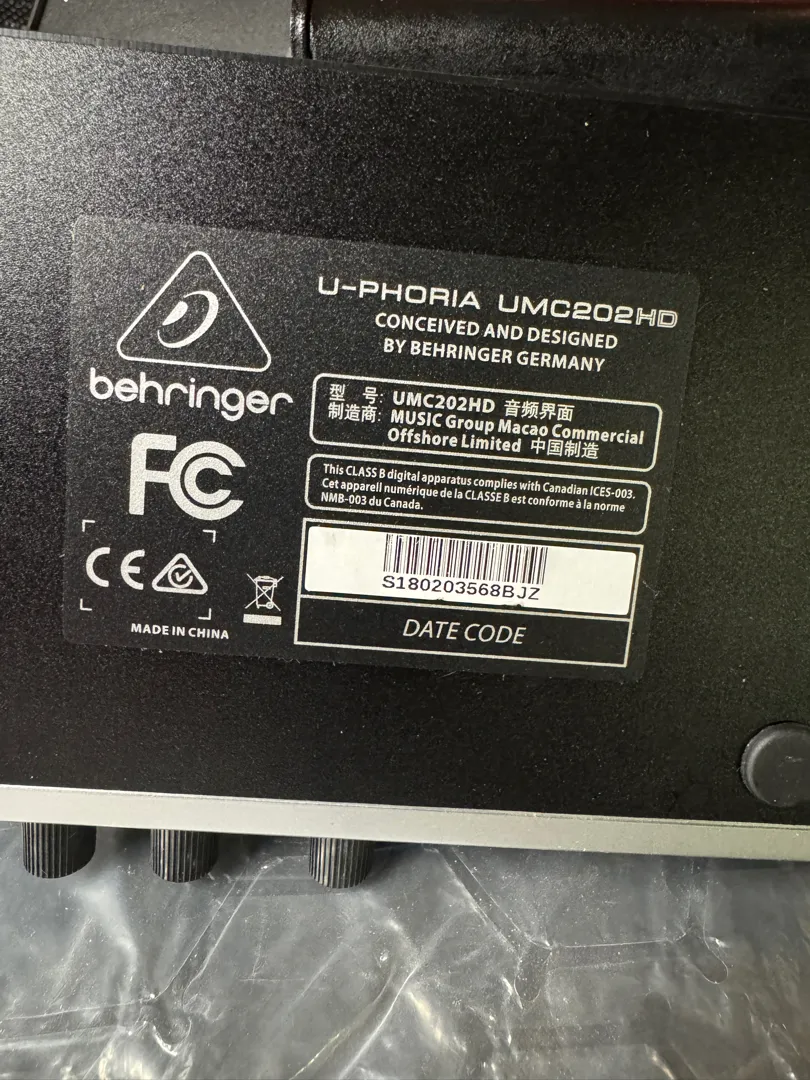 U-PHORIA UMC202HD
CONCEIVED AND DESIGNED
BY BEHRINGER GERMANY
behringer
型 号: UMC202HD 音频界面
制造商: MUSIC Group Macao Commercial
Offshore Limited 中国制造
FC
This CLASS B digital apparatus complies with Canadian ICES-003.
Cet appareil numérique de la CLASSE B est conforme à la norme
NMB-003 du Canada.
CE
S180203568BJZ
MADE IN CHINA
DATE CODE